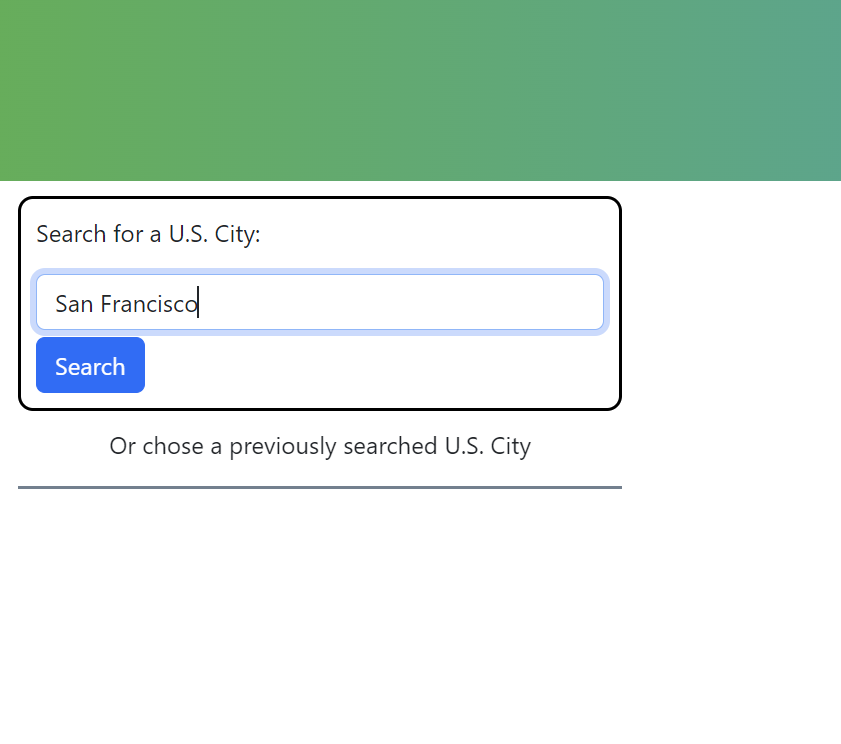 Search for a U.S. City:
San Francisco
Search
Or chose a previously searched U.S. City